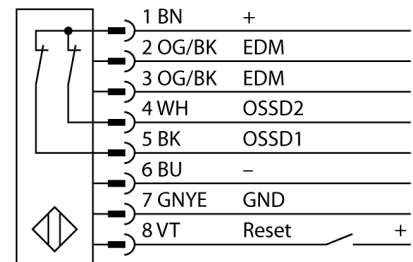 1 BN +
2 OG/BK EDM
3 OG/BK EDM
4 WH OSSD2
5 BK OSSD1
6 BU –
7 GNYE GND
8 VT Reset +